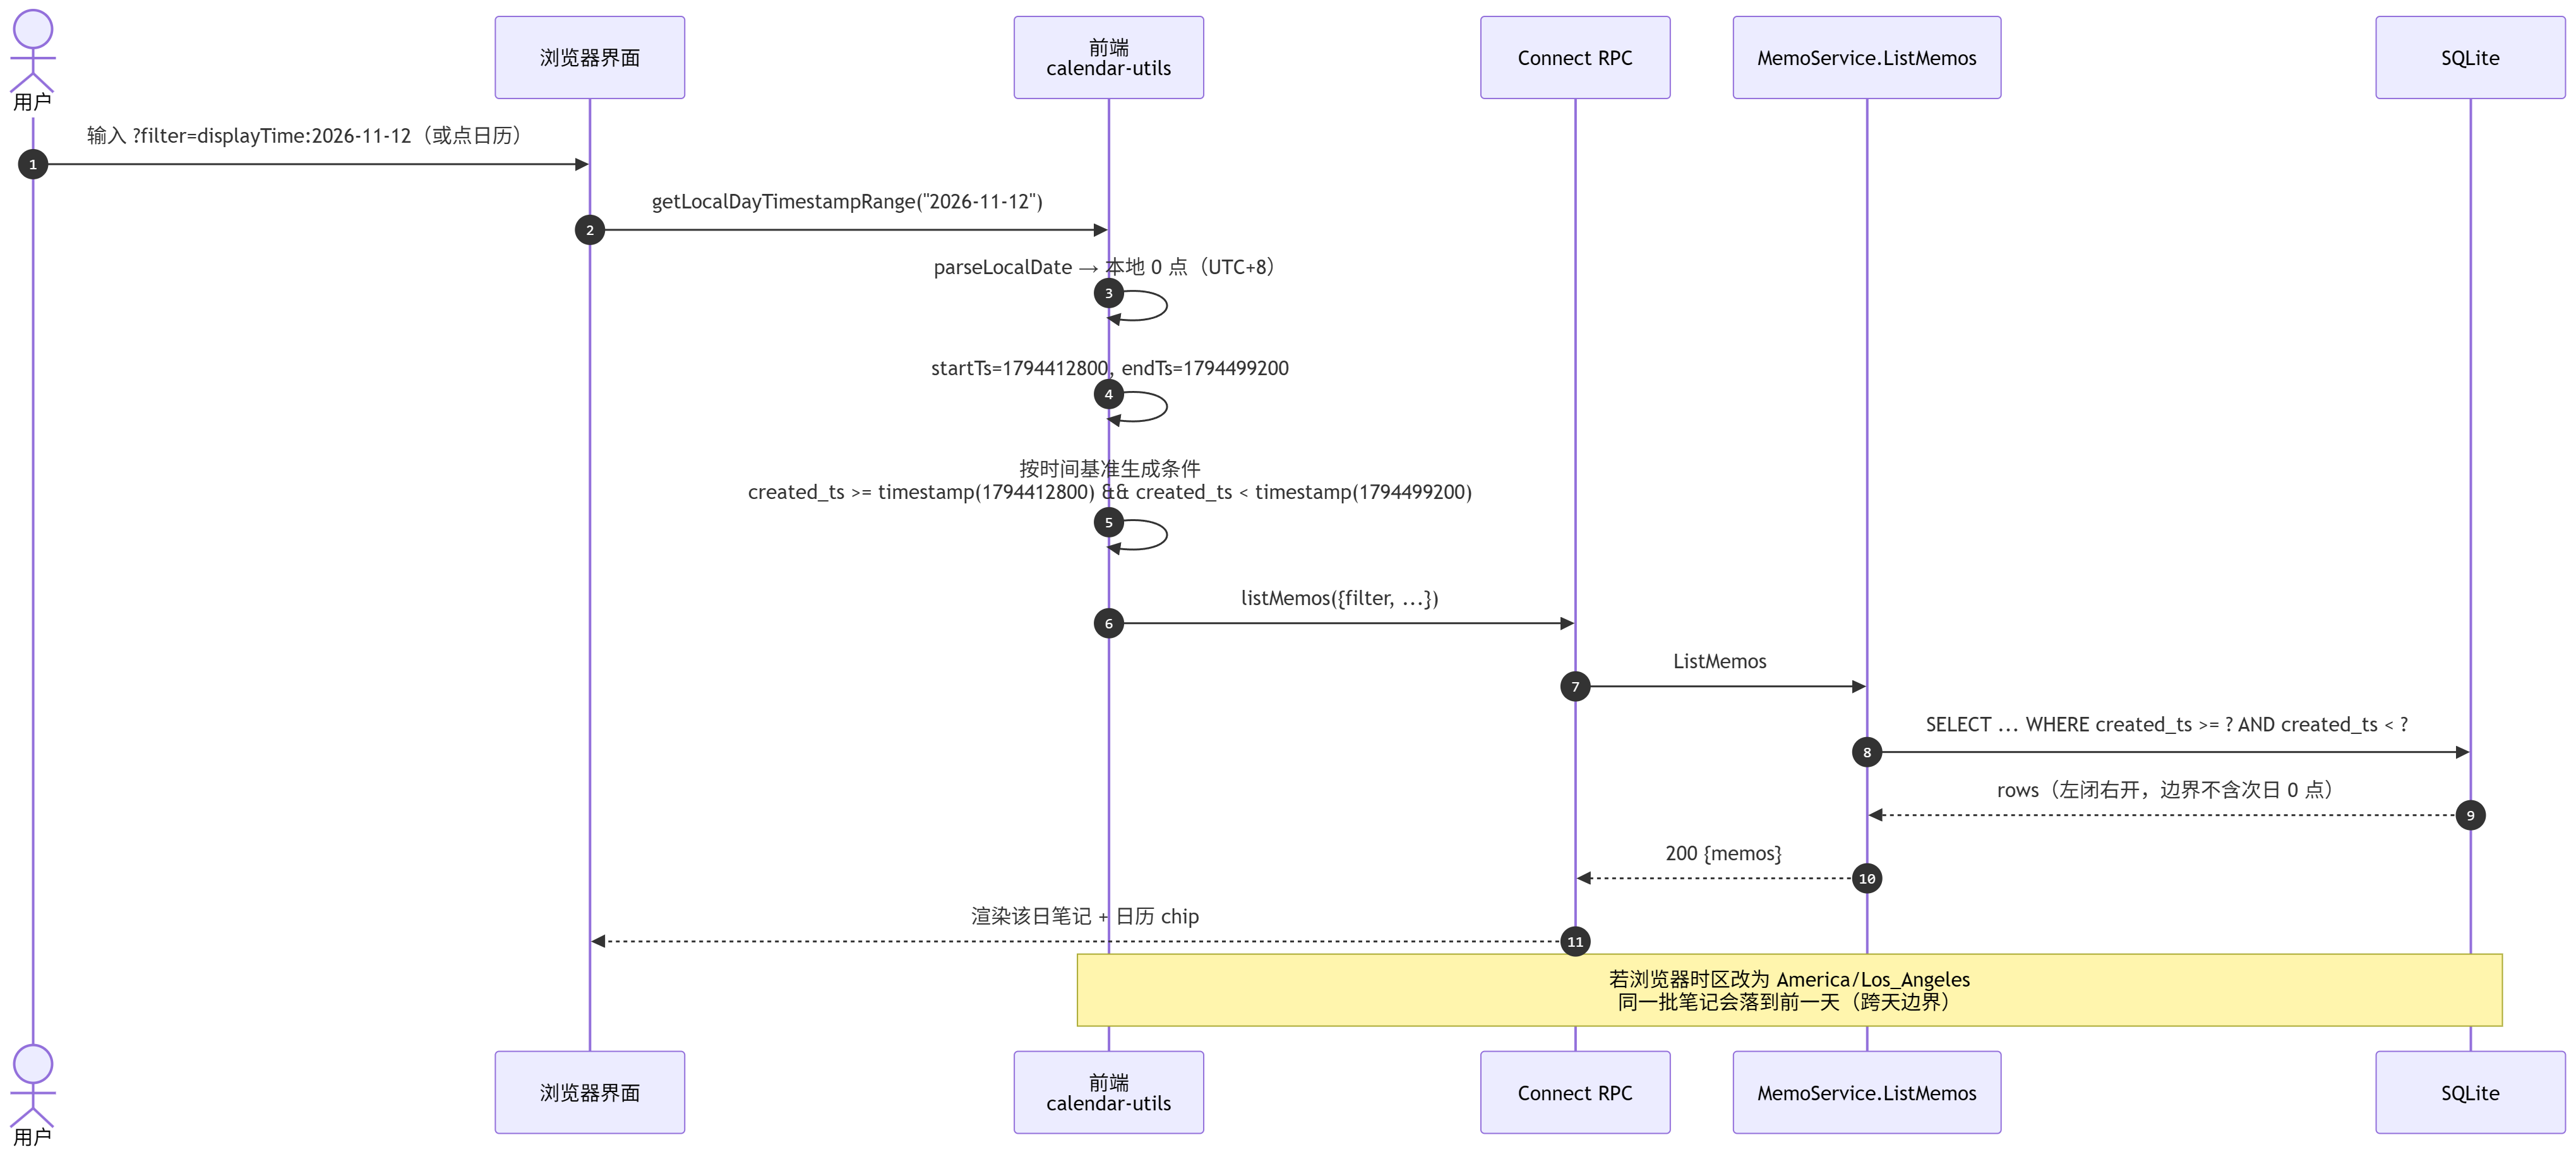 用户
浏览器界面
前端
calendar-utils
Connect RPC
MemoService.ListMemos
SQLite
输入 ?filter=displayTime:2026-11-12（或点日历）
1
getLocalDayTimestampRange("2026-11-12")
2
parseLocalDate → 本地 0 点（UTC+8）
3
startTs=1794412800, endTs=1794499200
4
按时间基准生成条件
created_ts >= timestamp(1794412800) && created_ts < timestamp(1794499200)
5
listMemos({filter, ...})
6
ListMemos
7
SELECT ... WHERE created_ts >= ? AND created_ts < ?
8
rows（左闭右开，边界不含次日 0 点）
9
200 {memos}
10
渲染该日笔记 + 日历 chip
11
若浏览器时区改为 America/Los_Angeles
同一批笔记会落到前一天（跨天边界）
用户
浏览器界面
前端
calendar-utils
Connect RPC
MemoService.ListMemos
SQLite